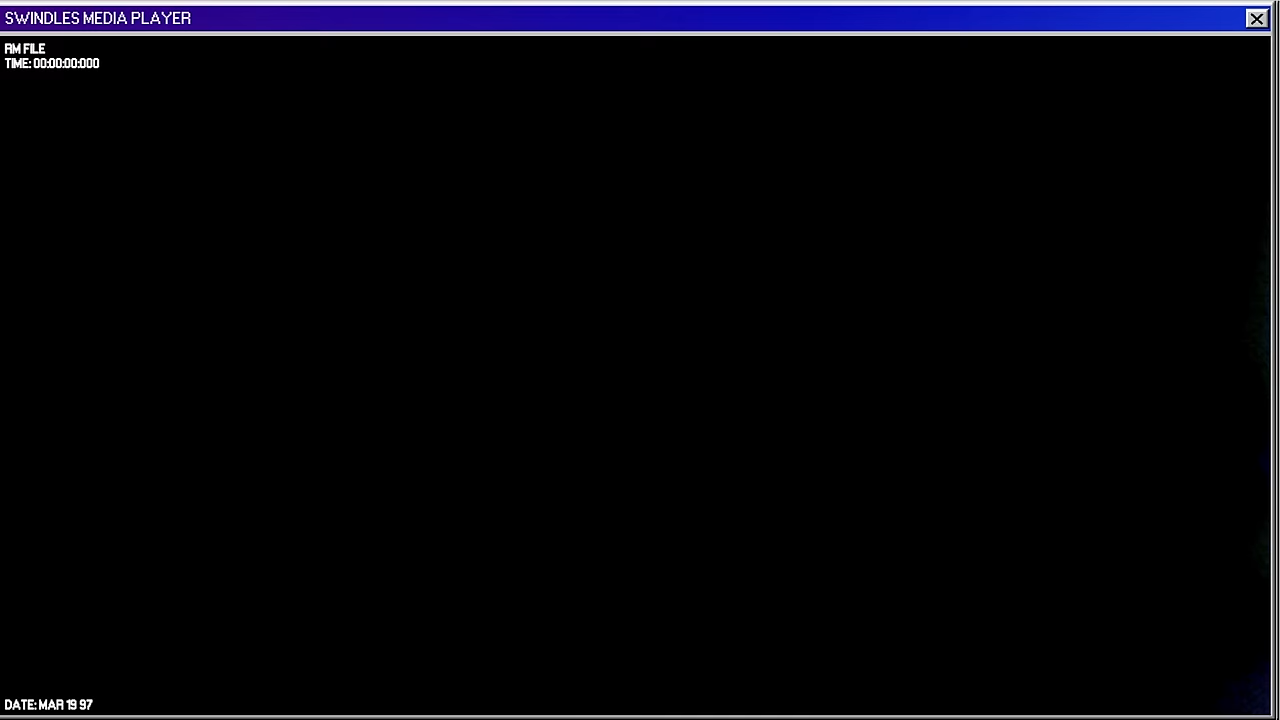 SWINDLES MEDIA PLAYER
RM FILE
TIME: 00:00:00:000
DATE: MAR 19 97